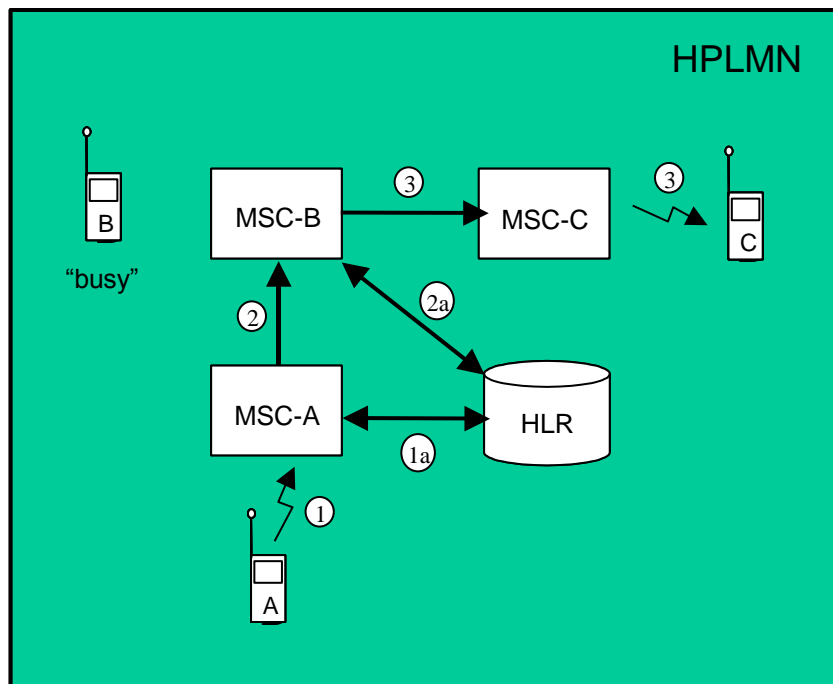 HPLMN
B
“busy”
MSC-B
3
MSC-C
3
C
2
2a
MSC-A
1a
HLR
1
A